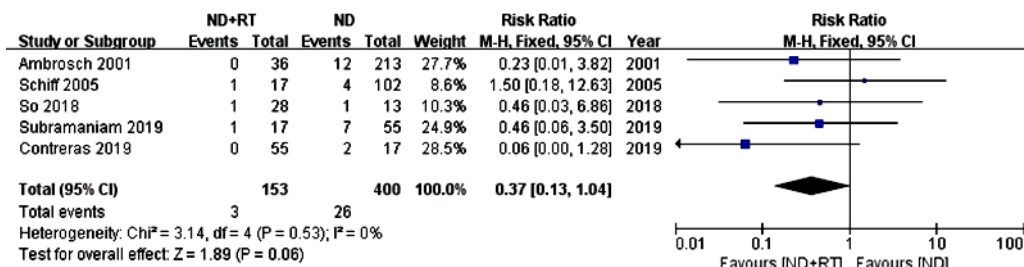 ND+RT ND Risk Ratio Risk Ratio
Study or Subgroup Events Total Events Total Weight M-H, Fixed, 95% CI Year M-H, Fixed, 95% CI
Ambrosch 2001 0 36 12 213 27.7% 0.23 [0.01, 3.82] 2001
Schiff 2005 1 17 4 102 8.6% 1.50 [0.18, 12.63] 2005
So 2018 1 28 1 13 10.3% 0.46 [0.03, 6.86] 2018
Subramaniam 2019 1 17 7 55 24.9% 0.46 [0.06, 3.50] 2019
Contreras 2019 0 55 2 17 28.5% 0.06 [0.00, 1.28] 2019
Total (95% CI) 153 400 100.0% 0.37 [0.13, 1.04]
Total events 3 26
Heterogeneity: Chi² = 3.14, df = 4 (P = 0.53); I² = 0%
Test for overall effect: Z = 1.89 (P = 0.06)
0.01 0.1 1 10 100
Favours [ND+RT] Favours [ND]